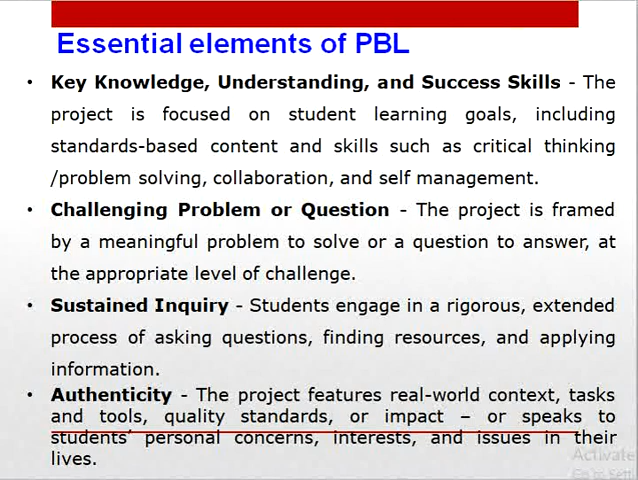 Essential elements of PBL
• Key Knowledge, Understanding, and Success Skills - The
project is focused on student learning goals, including
standards-based content and skills such as critical thinking
/problem solving, collaboration, and self management.
• Challenging Problem or Question - The project is framed
by a meaningful problem to solve or a question to answer, at
the appropriate level of challenge.
• Sustained Inquiry - Students engage in a rigorous, extended
process of asking questions, finding resources, and applying
information.
• Authenticity - The project features real-world context, tasks
and tools, quality standards, or impact – or speaks to
students’ personal concerns, interests, and issues in their
lives.
Activate
Go to